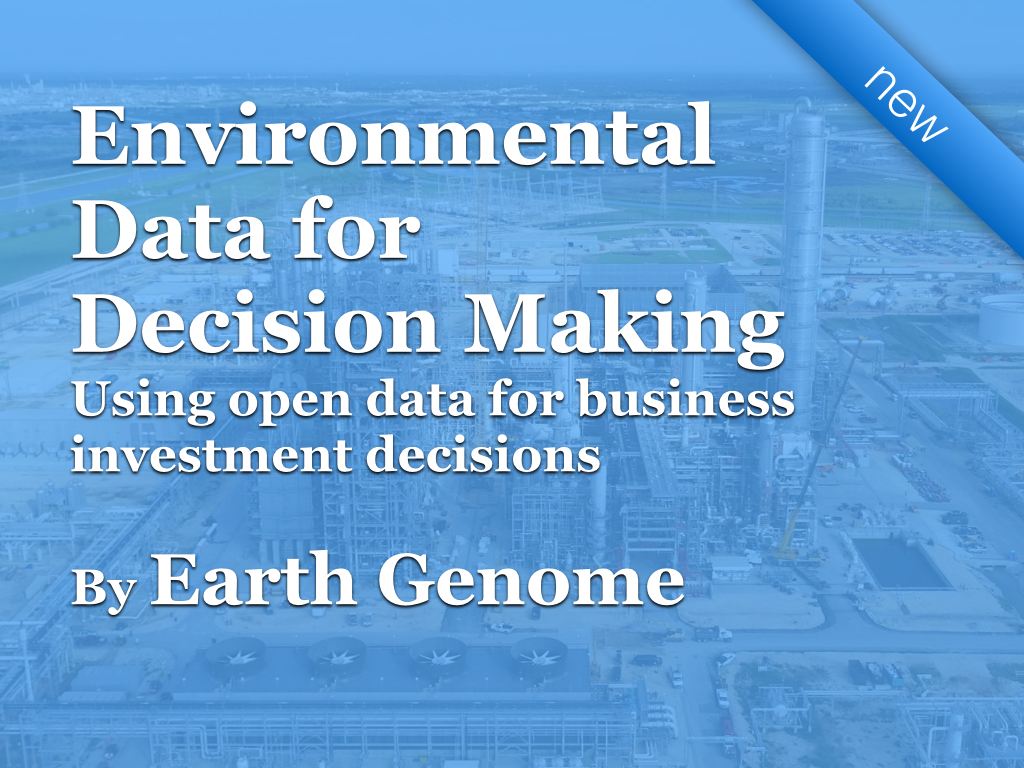 new
Environmental
Data for
Decision Making
Using open data for business
investment decisions
By Earth Genome